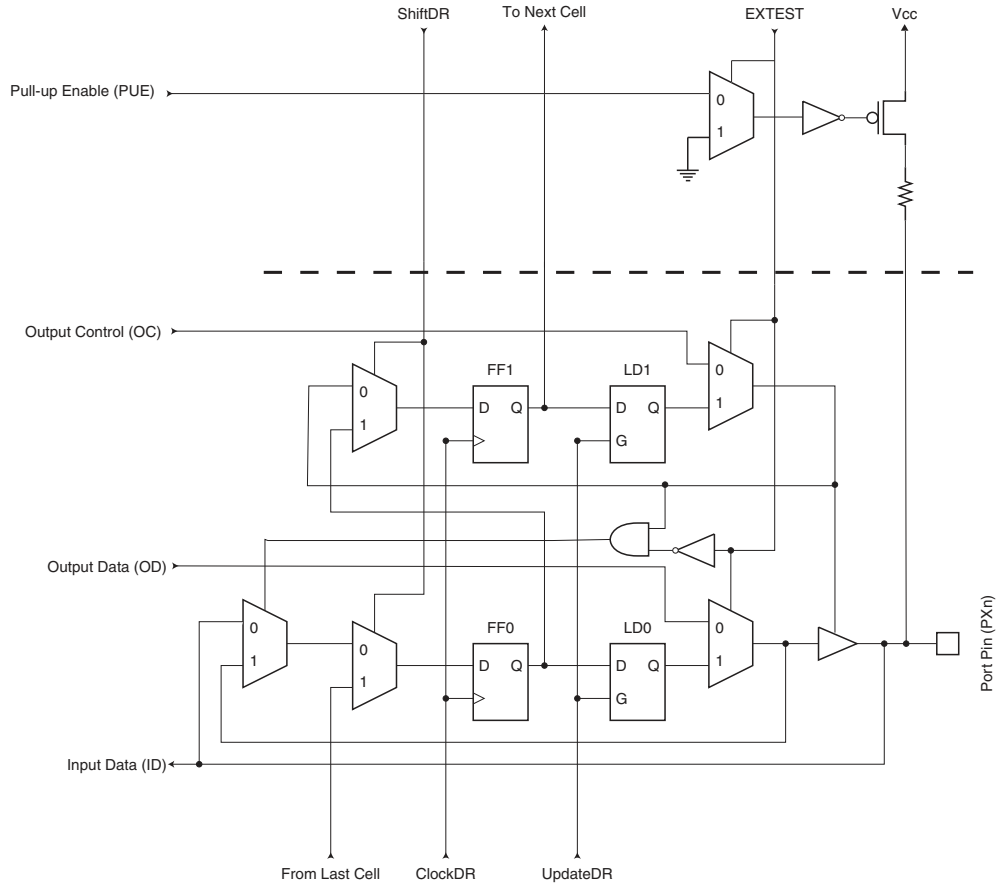 ShiftDR
To Next Cell
EXTEST
Vcc
Pull-up Enable (PUE)
0
1
Output Control (OC)
FF1
LD1
0
0
1
D Q
D Q
1
G
Output Data (OD)
Port Pin (PXn)
FF0
LD0
0
0
0
1
1
D Q
D Q
1
G
Input Data (ID)
From Last Cell
ClockDR
UpdateDR